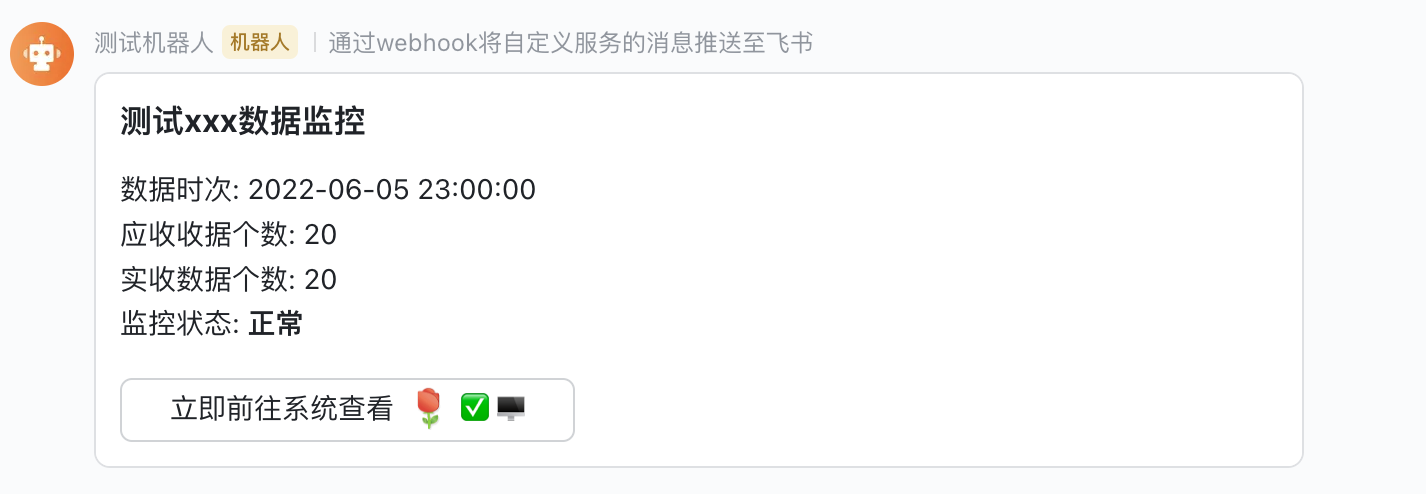 测试机器人 机器人 | 通过webhook将自定义服务的消息推送至飞书
测试xxx数据监控
数据时次: 2022-06-05 23:00:00
应收收据个数: 20
实收数据个数: 20
监控状态: 正常
立即前往系统查看 🌹 ✅🖥️